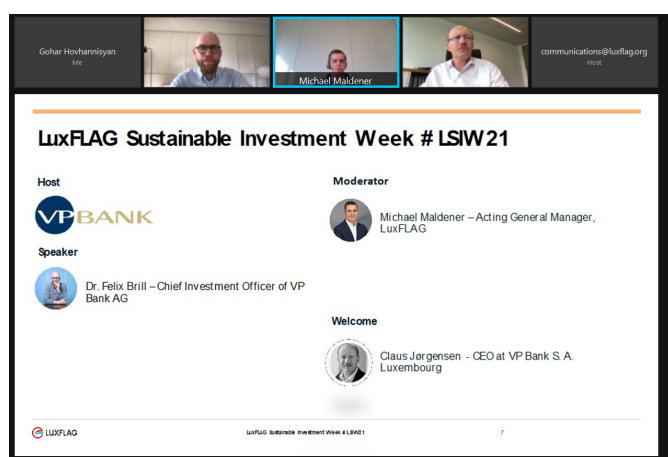 Gohar Hovhannisyan
Me
Michael Maldener
communications@luxflag.org
Host
LuxFLAG Sustainable Investment Week # LSIW21
Host
VP BANK
Speaker
Dr. Felix Brill – Chief Investment Officer of VP
Bank AG
Moderator
Michael Maldener – Acting General Manager,
LuxFLAG
Welcome
Claus Jørgensen - CEO at VP Bank S. A.
Luxembourg
LUXFLAG
LuxFLAG Sustainable Investment Week # LSIW21
7